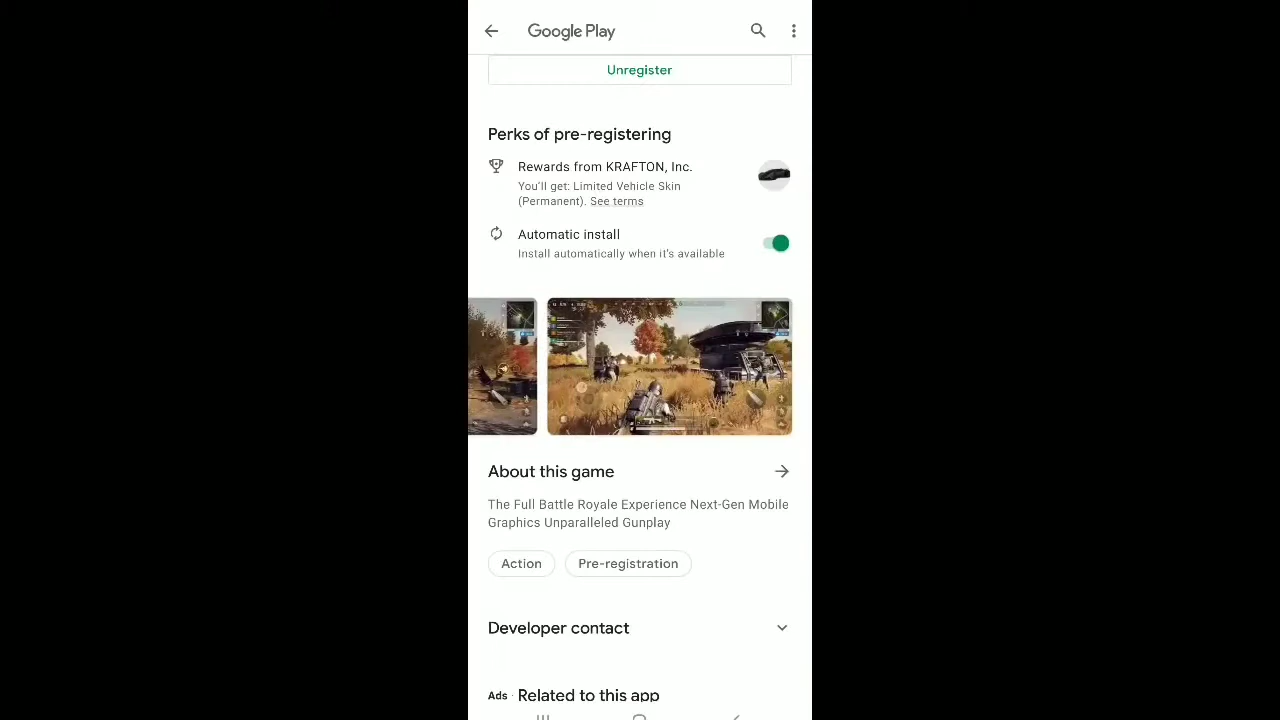 Google Play
Unregister
Perks of pre-registering
Rewards from KRAFTON, Inc.
You'll get: Limited Vehicle Skin
(Permanent). See terms
Automatic install
Install automatically when it's available
About this game
The Full Battle Royale Experience Next-Gen Mobile
Graphics Unparalleled Gunplay
Action
Pre-registration
Developer contact
Ads · Related to this app